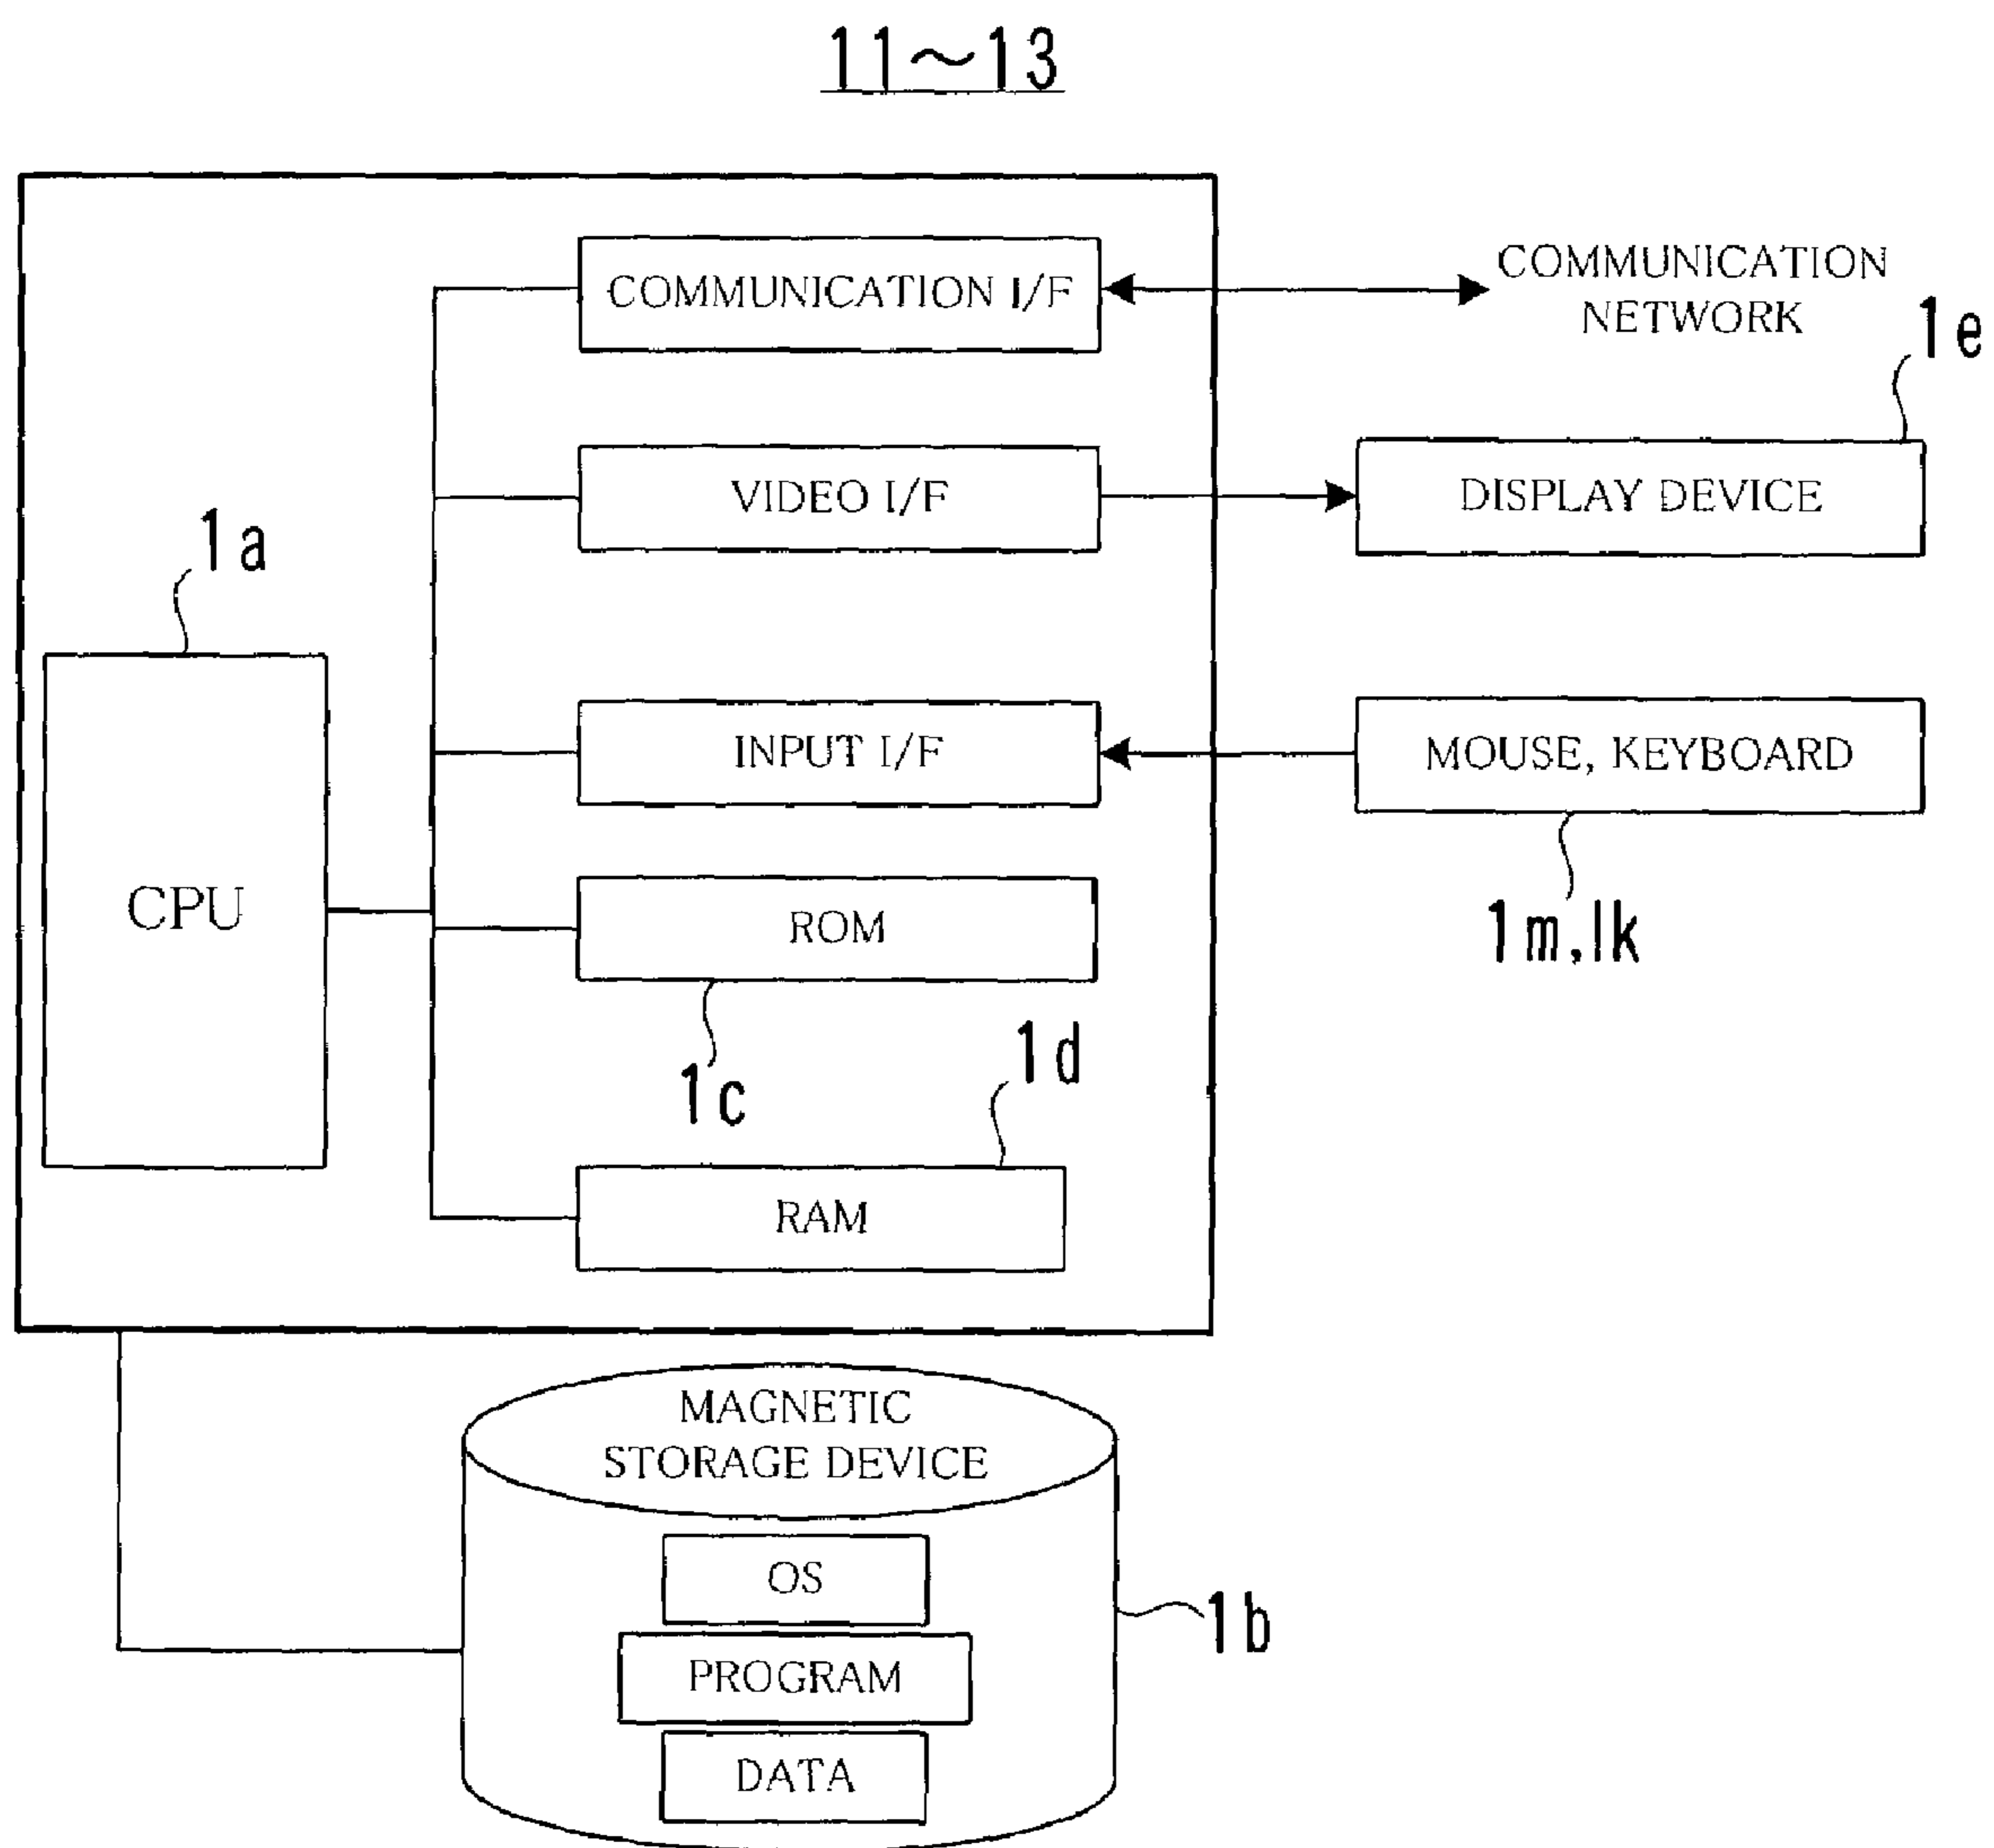 11～13
COMMUNICATION I/F
COMMUNICATION
NETWORK
1e
VIDEO I/F
DISPLAY DEVICE
1a
INPUT I/F
MOUSE, KEYBOARD
CPU
ROM
1m,lk
1c
1d
RAM
MAGNETIC
STORAGE DEVICE
OS
1b
PROGRAM
DATA